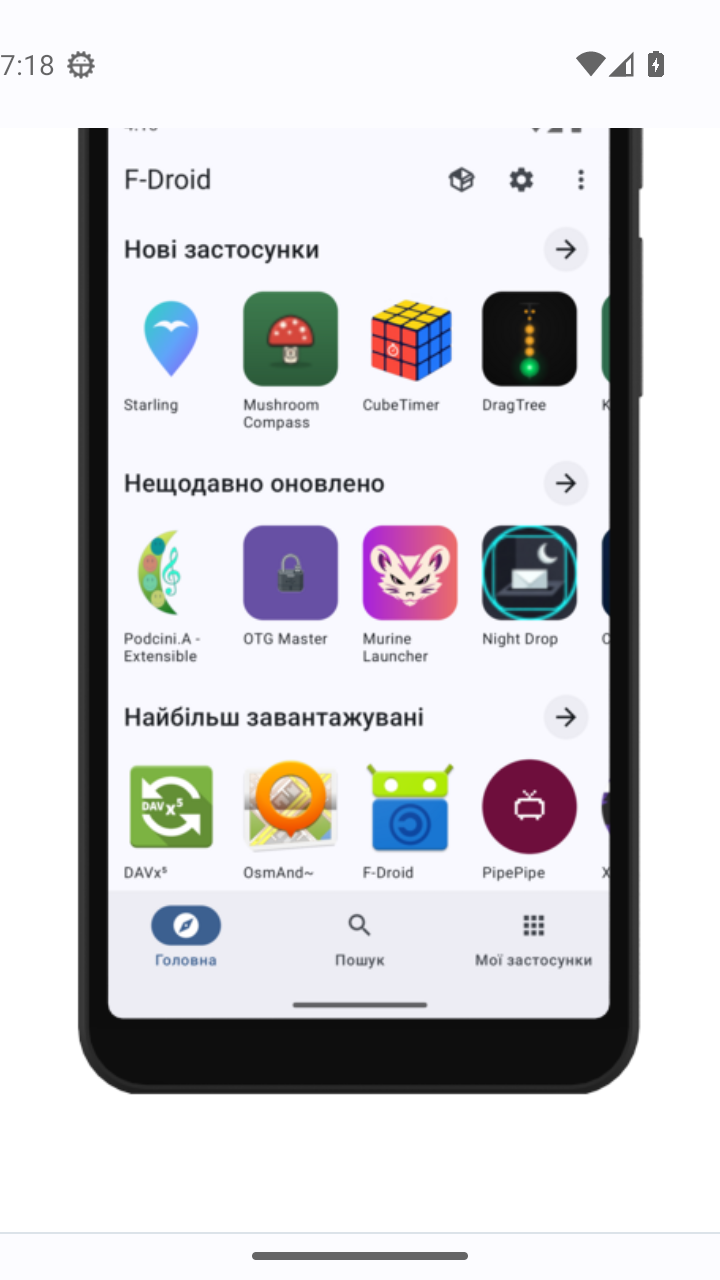 7:18
F-Droid
Нові застосунки
Starling
Mushroom
Compass
CubeTimer
DragTree
Нещодавно оновлено
Podcini.A -
Extensible
OTG Master
Murine
Launcher
Night Drop
Найбільш завантажувані
DAVx⁵
DAVx⁵
OsmAnd~
F-Droid
PipePipe
Головна
Пошук
Мої застосунки